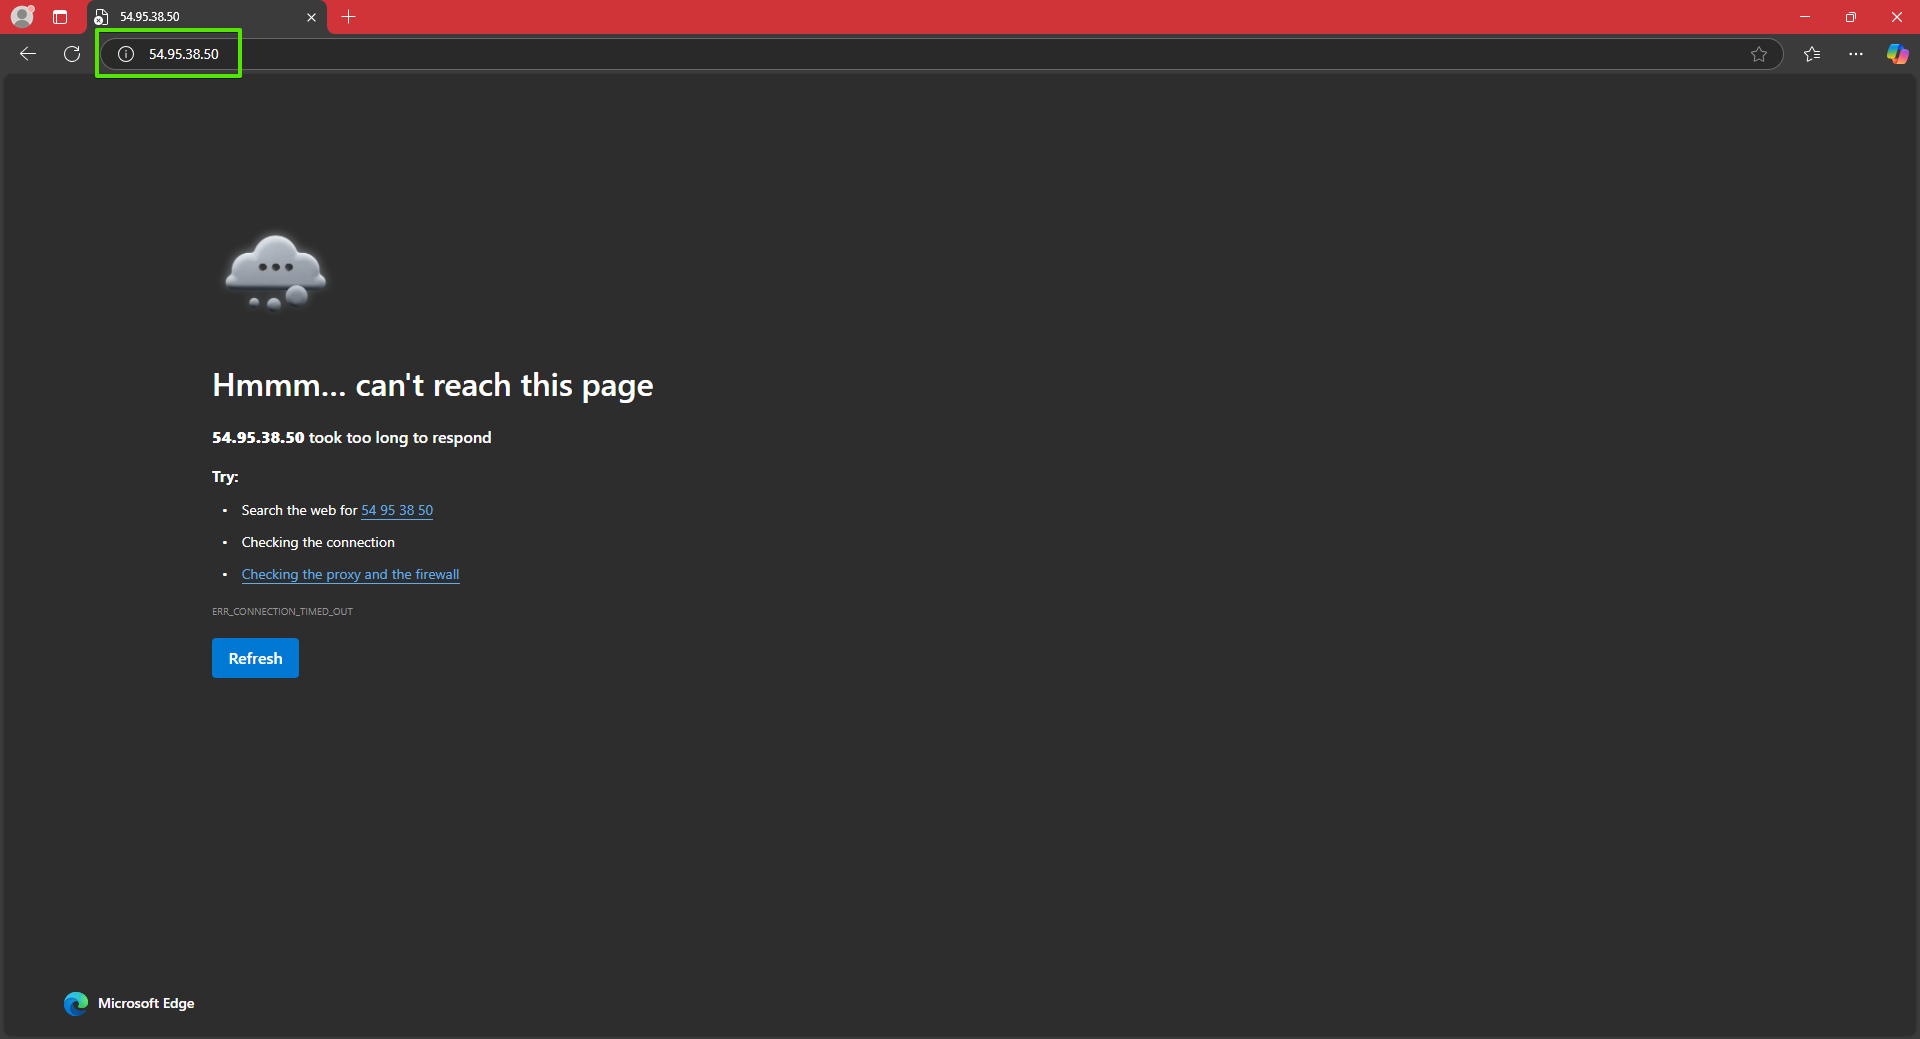 54.95.38.50
54.95.38.50
Hmmm... can't reach this page
54.95.38.50 took too long to respond
Try:
• Search the web for 54 95 38 50
• Checking the connection
• Checking the proxy and the firewall
ERR_CONNECTION_TIMED_OUT
Refresh
Microsoft Edge